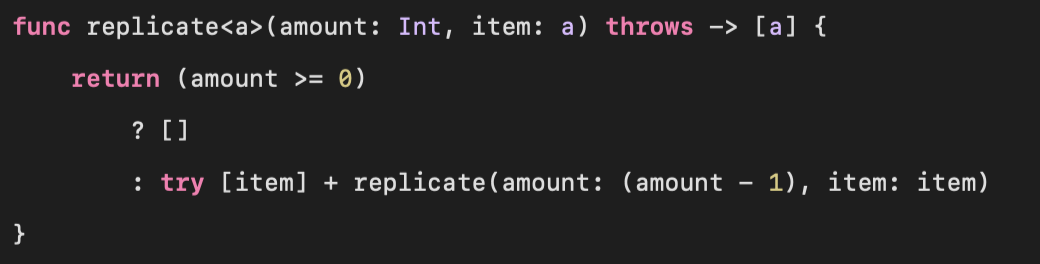 func replicate<a>(amount: Int, item: a) throws -> [a] {
    return (amount >= 0)
        ? []
        : try [item] + replicate(amount: (amount - 1), item: item)
}